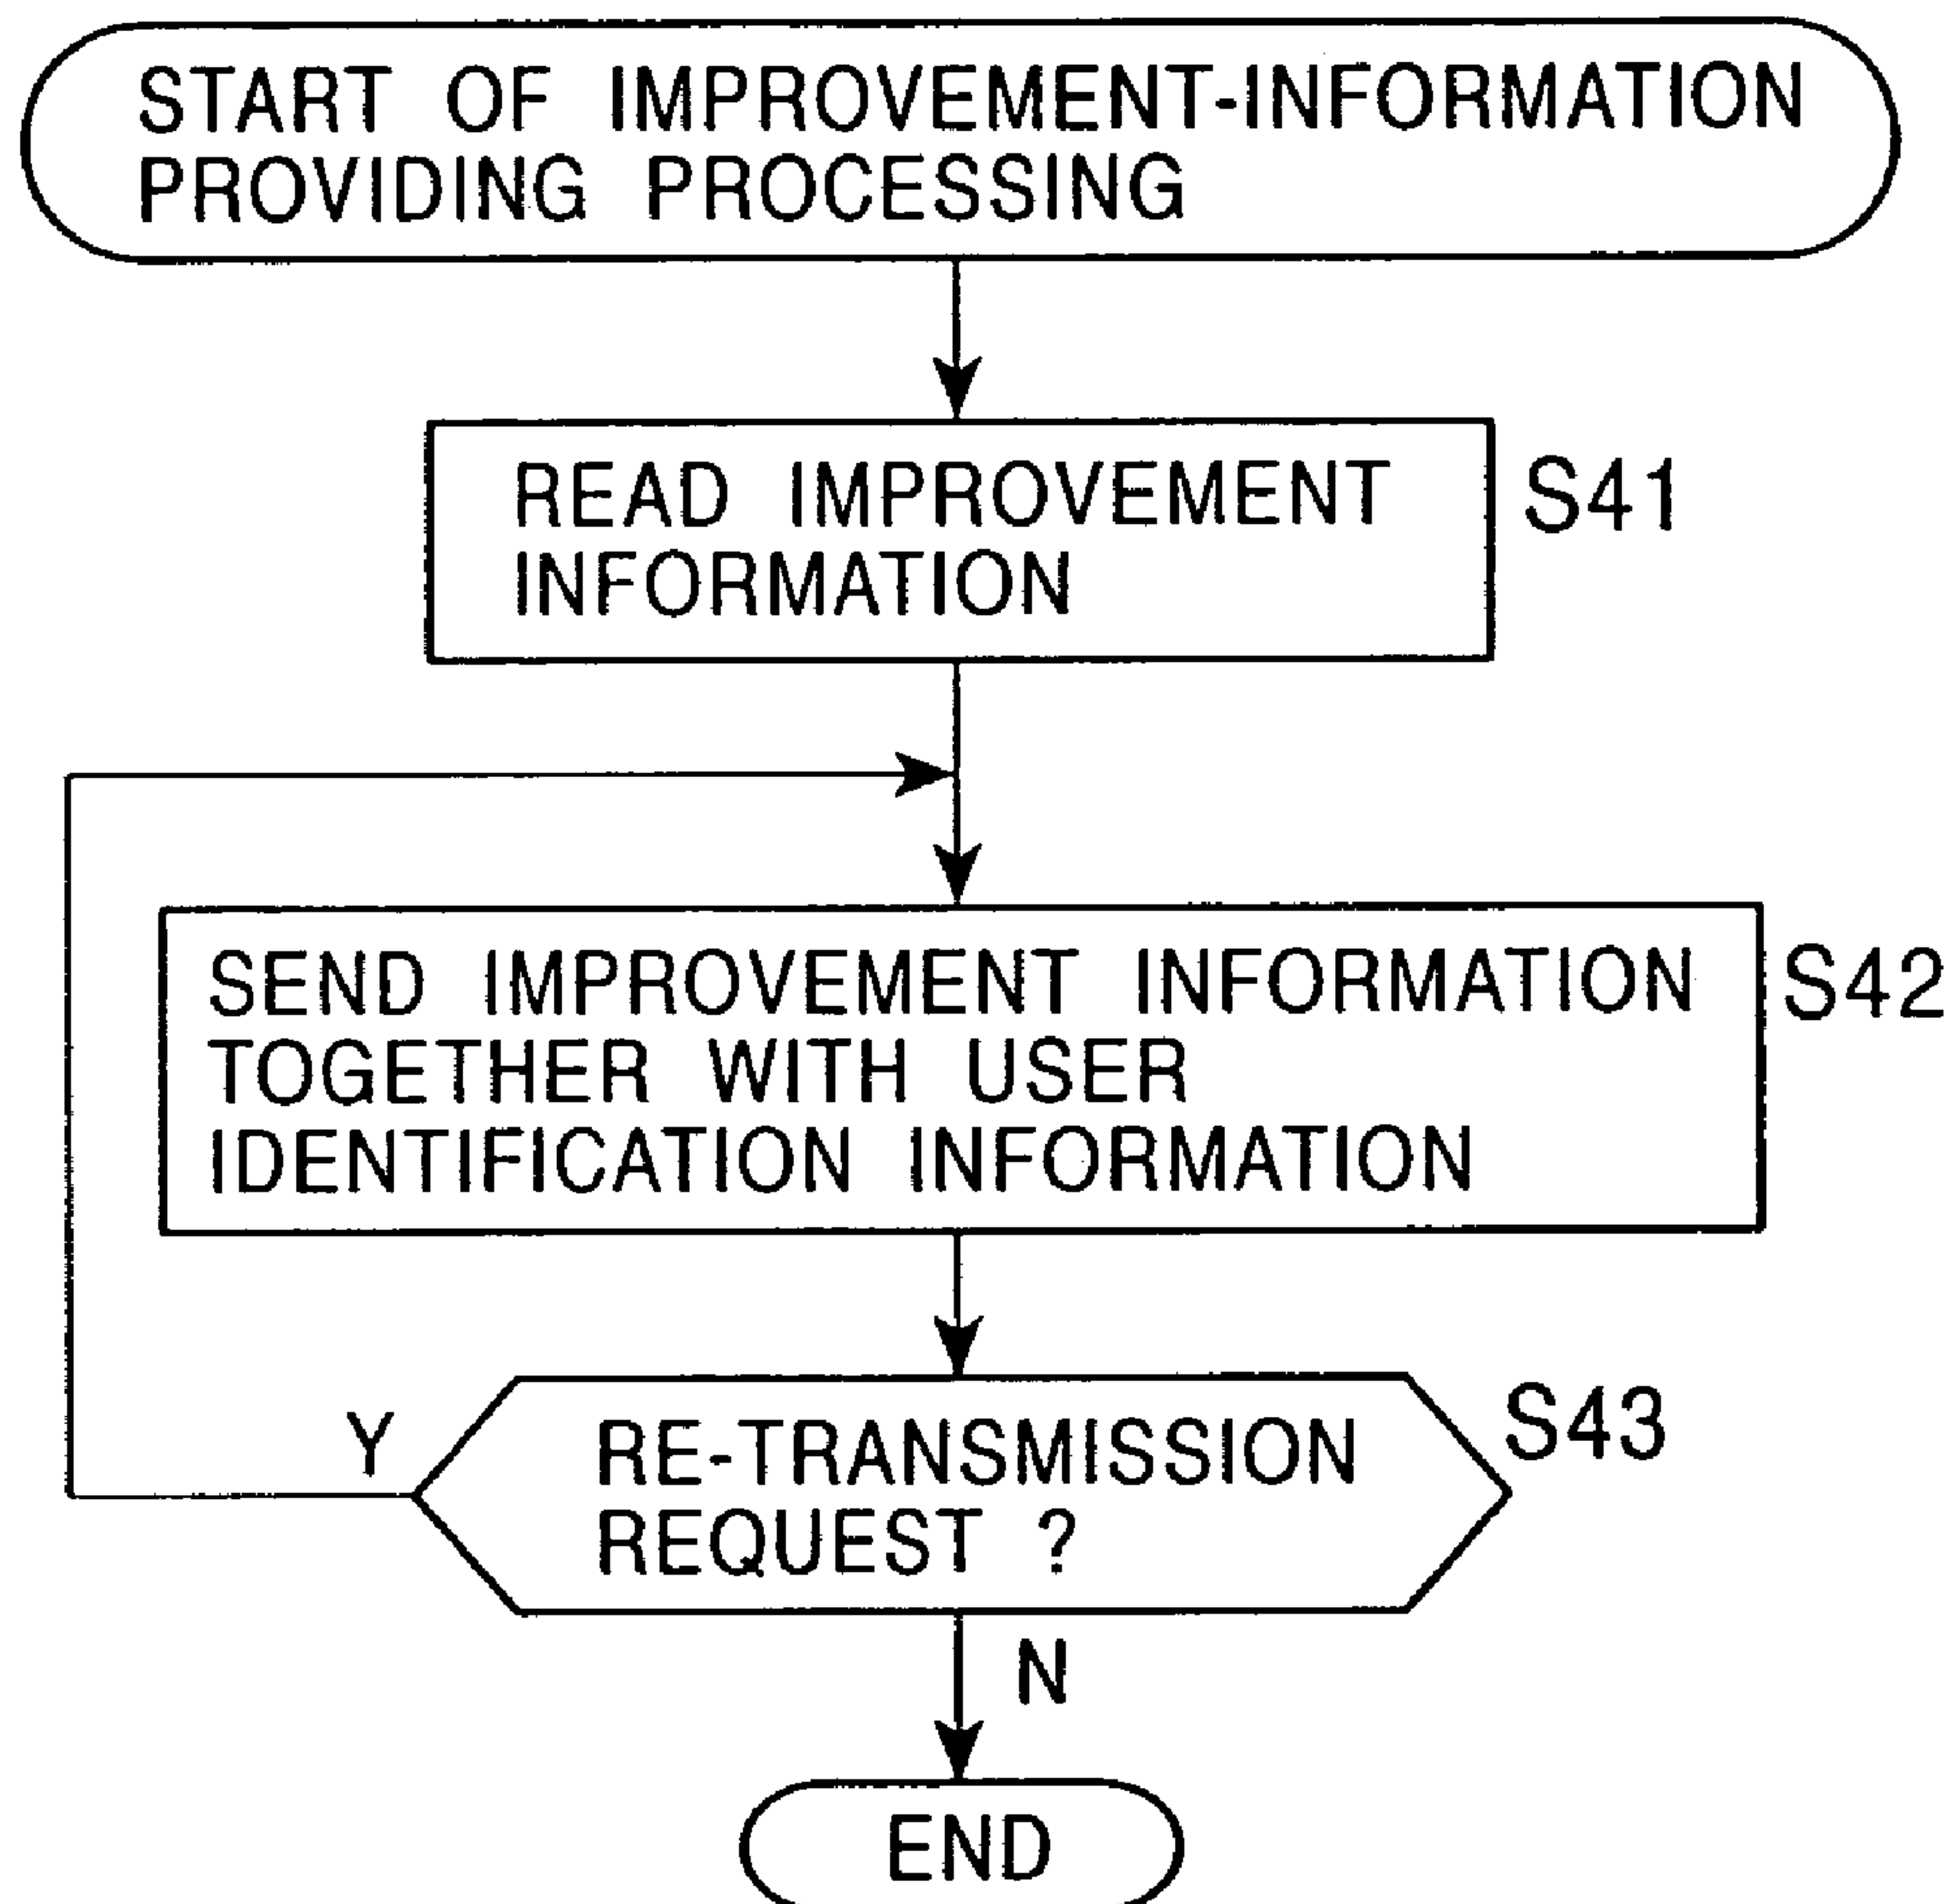 START OF IMPROVEMENT-INFORMATION
PROVIDING PROCESSING
READ IMPROVEMENT
INFORMATION
S41
SEND IMPROVEMENT INFORMATION
TOGETHER WITH USER
IDENTIFICATION INFORMATION
S42
Y
RE-TRANSMISSION
REQUEST ?
S43
N
END